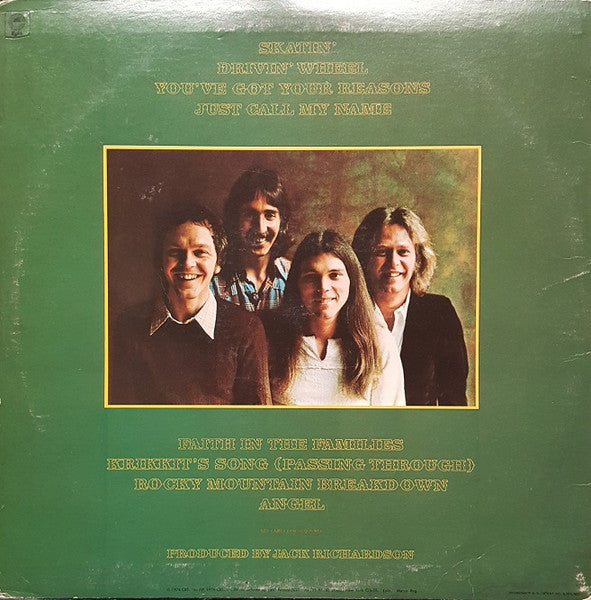 SKATIN'
DRIVIN' WHEEL
YOU'VE GOT YOUR REASONS
JUST CALL MY NAME
FAITH IN THE FAMILIES
KRIKKIT'S SONG (PASSING THROUGH)
ROCKY MOUNTAIN BREAKDOWN
ANGEL
PRODUCED BY JACK RICHARDSON